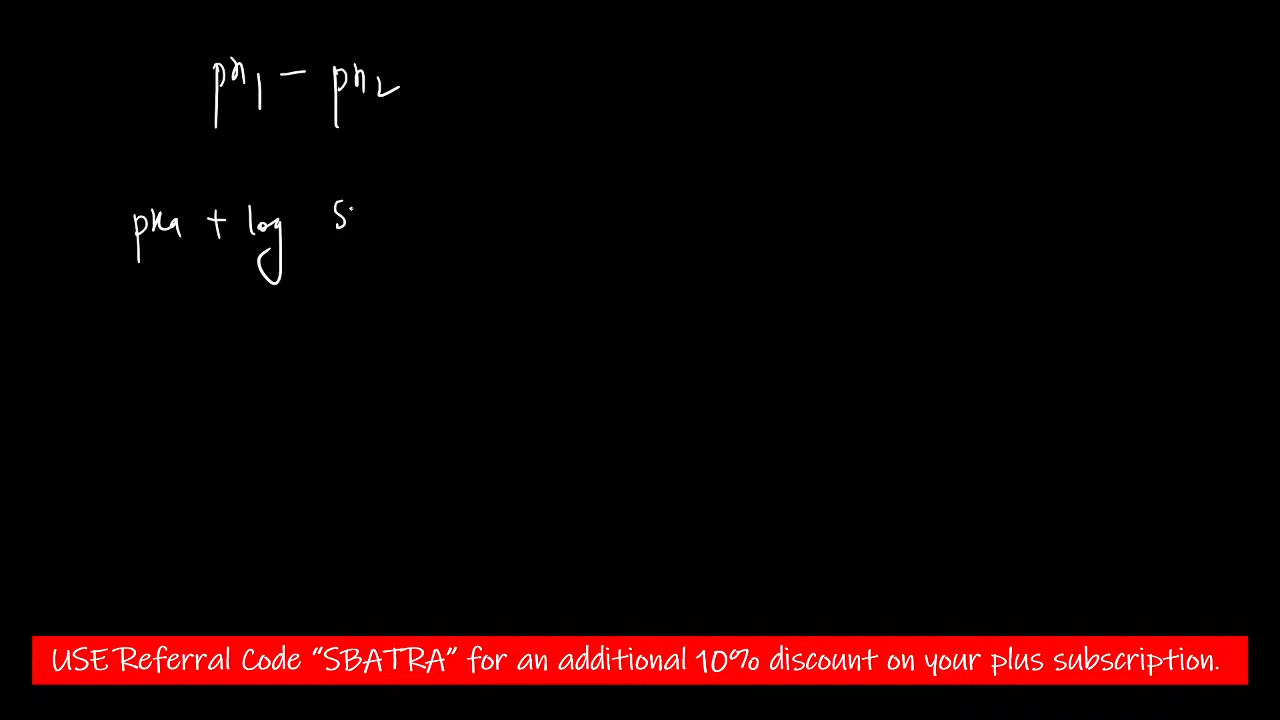 pH₁ - pH₂
pKa + log S.
USE Referral Code “SBATRA” for an additional 10% discount on your plus subscription.